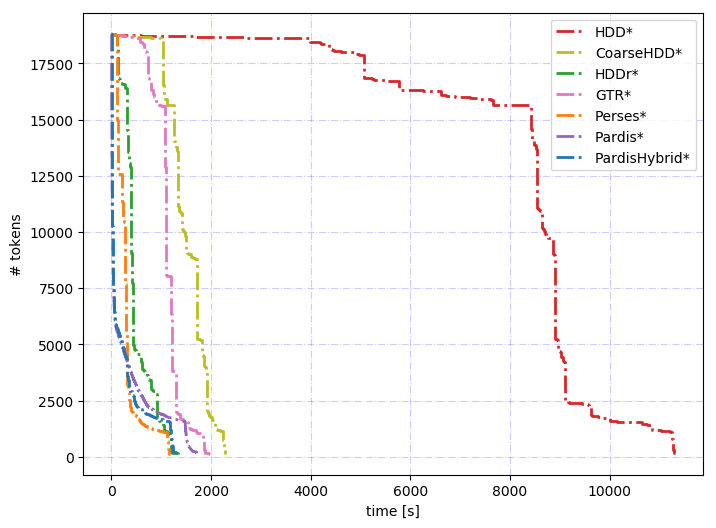 HDD*
CoarseHDD*
HDDr*
GTR*
Perses*
Pardis*
PardisHybrid*
17500
15000
12500
10000
7500
5000
2500
0
# tokens
0 2000 4000 6000 8000 10000
time [s]